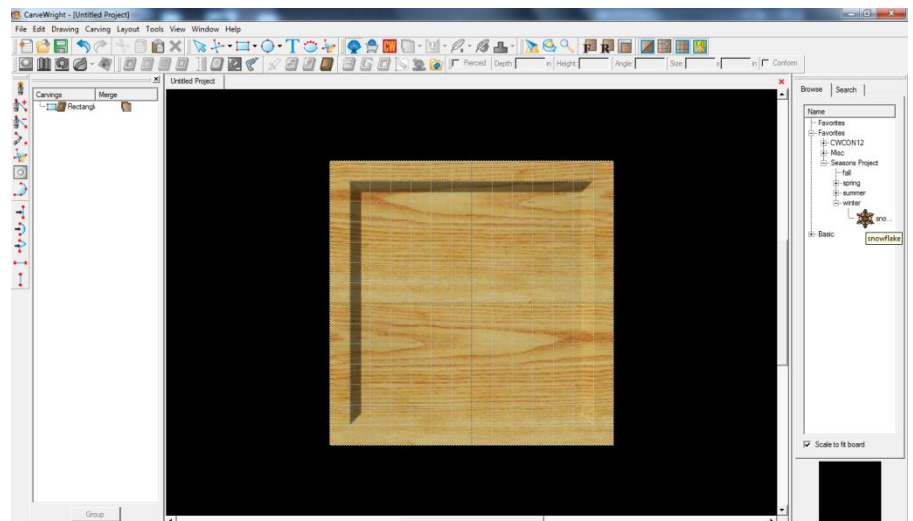 CarveWright - [Untitled Project]
File Edit Drawing Carving Layout Tools View Window Help
CW
F R
Pierced Depth: in Height: Angle: Size: x in Conform
Untitled Project
Carvings Merge
Rectangle
Browse Search
Name
Favorites
Favorites
CWCON12
Misc
Seasons Project
fall
spring
summer
winter
sno...
snowflake
Basic
Scale to fit board
Group